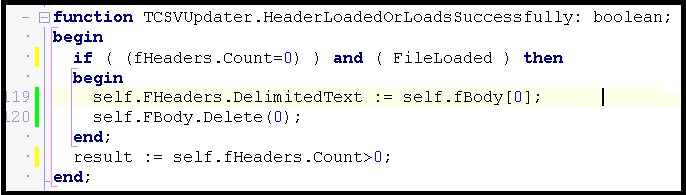 function TCSVUpdater.HeaderLoadedOrLoadsSuccessfully: boolean;
begin
if ( (fHeaders.Count=0) ) and ( FileLoaded ) then
begin
119 self.FHeaders.DelimitedText := self.fBody[0];
120 self.FBody.Delete(0);
end;
result := self.fHeaders.Count>0;
end;